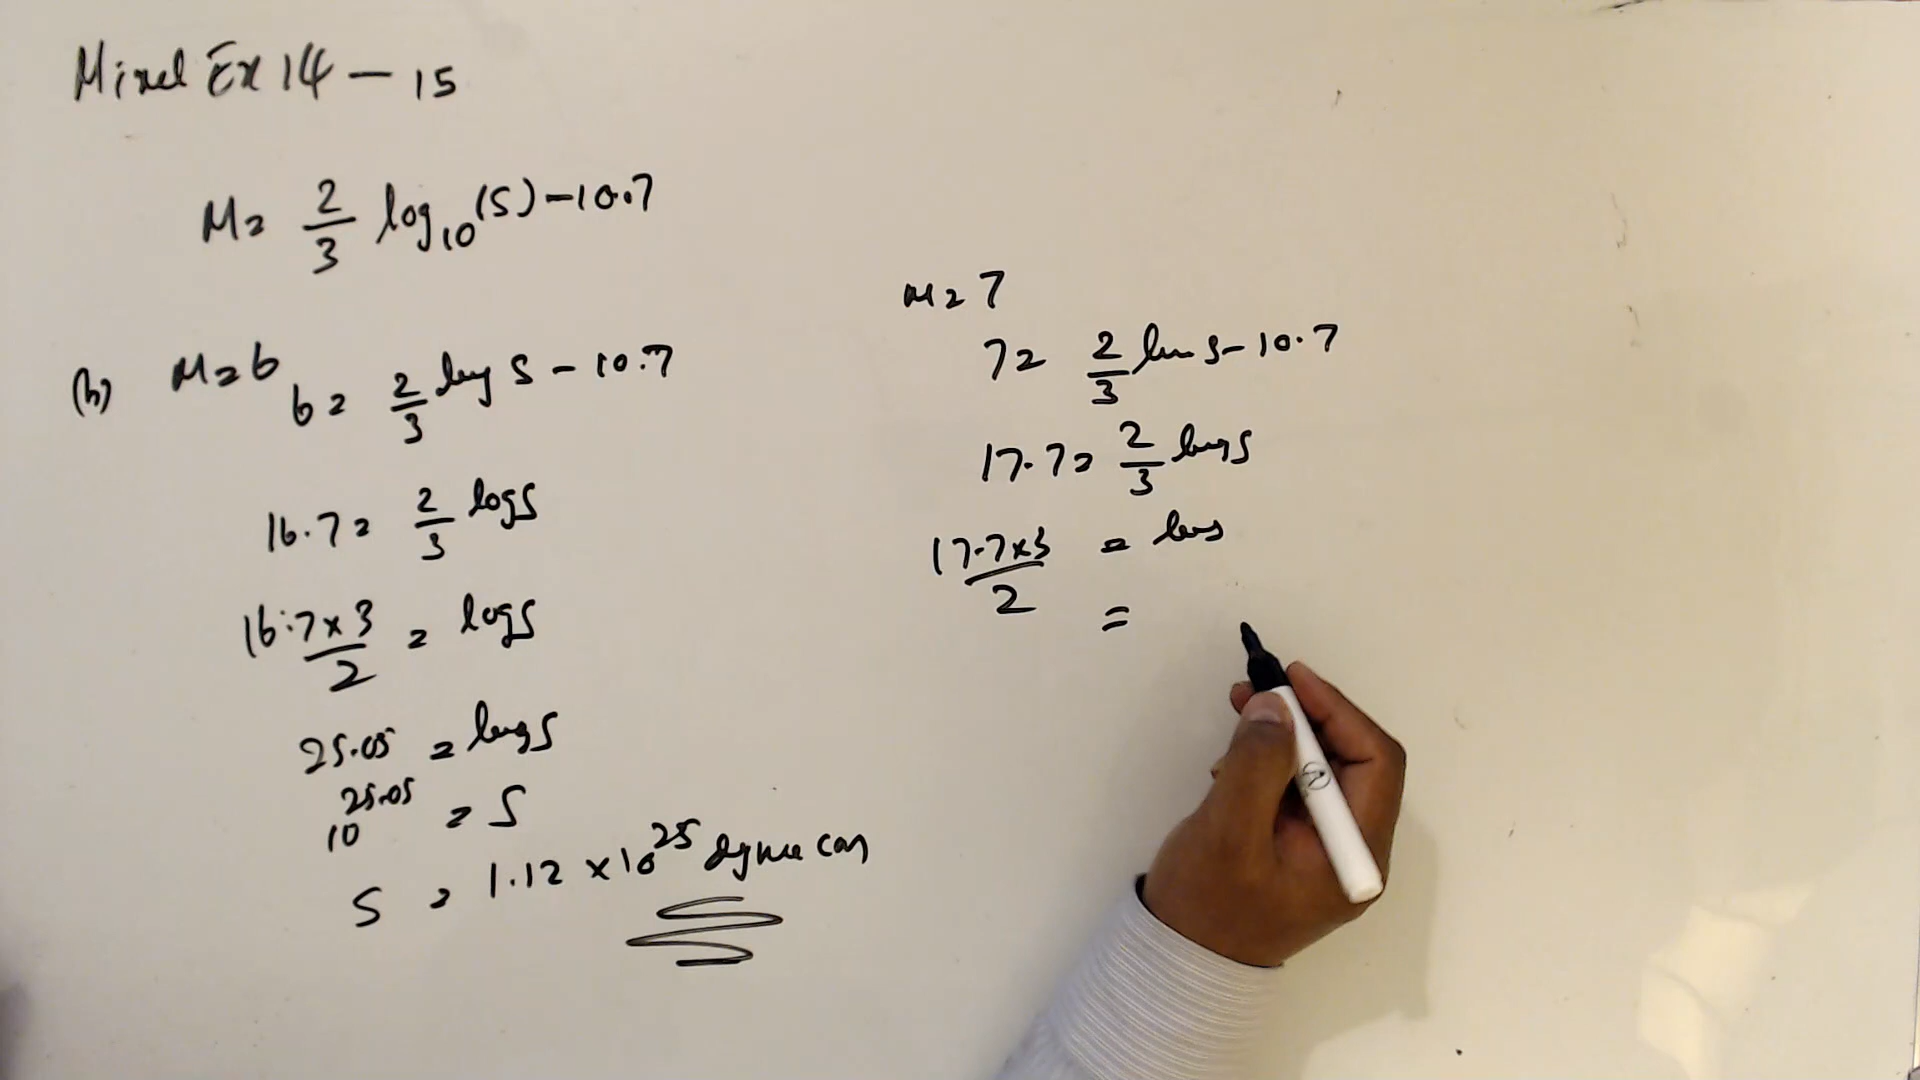 Mixed Ex 14 - 15
M = 2/3 log10 (S) - 10.7
(b) M = 6
6 = 2/3 log S - 10.7
16.7 = 2/3 log S
16.7 x 3 / 2 = log S
25.05 = log S
10^25.05 = S
S = 1.12 x 10^25 dyne cm
M = 7
7 = 2/3 log S - 10.7
17.7 = 2/3 log S
17.7 x 3 / 2 = log S
=